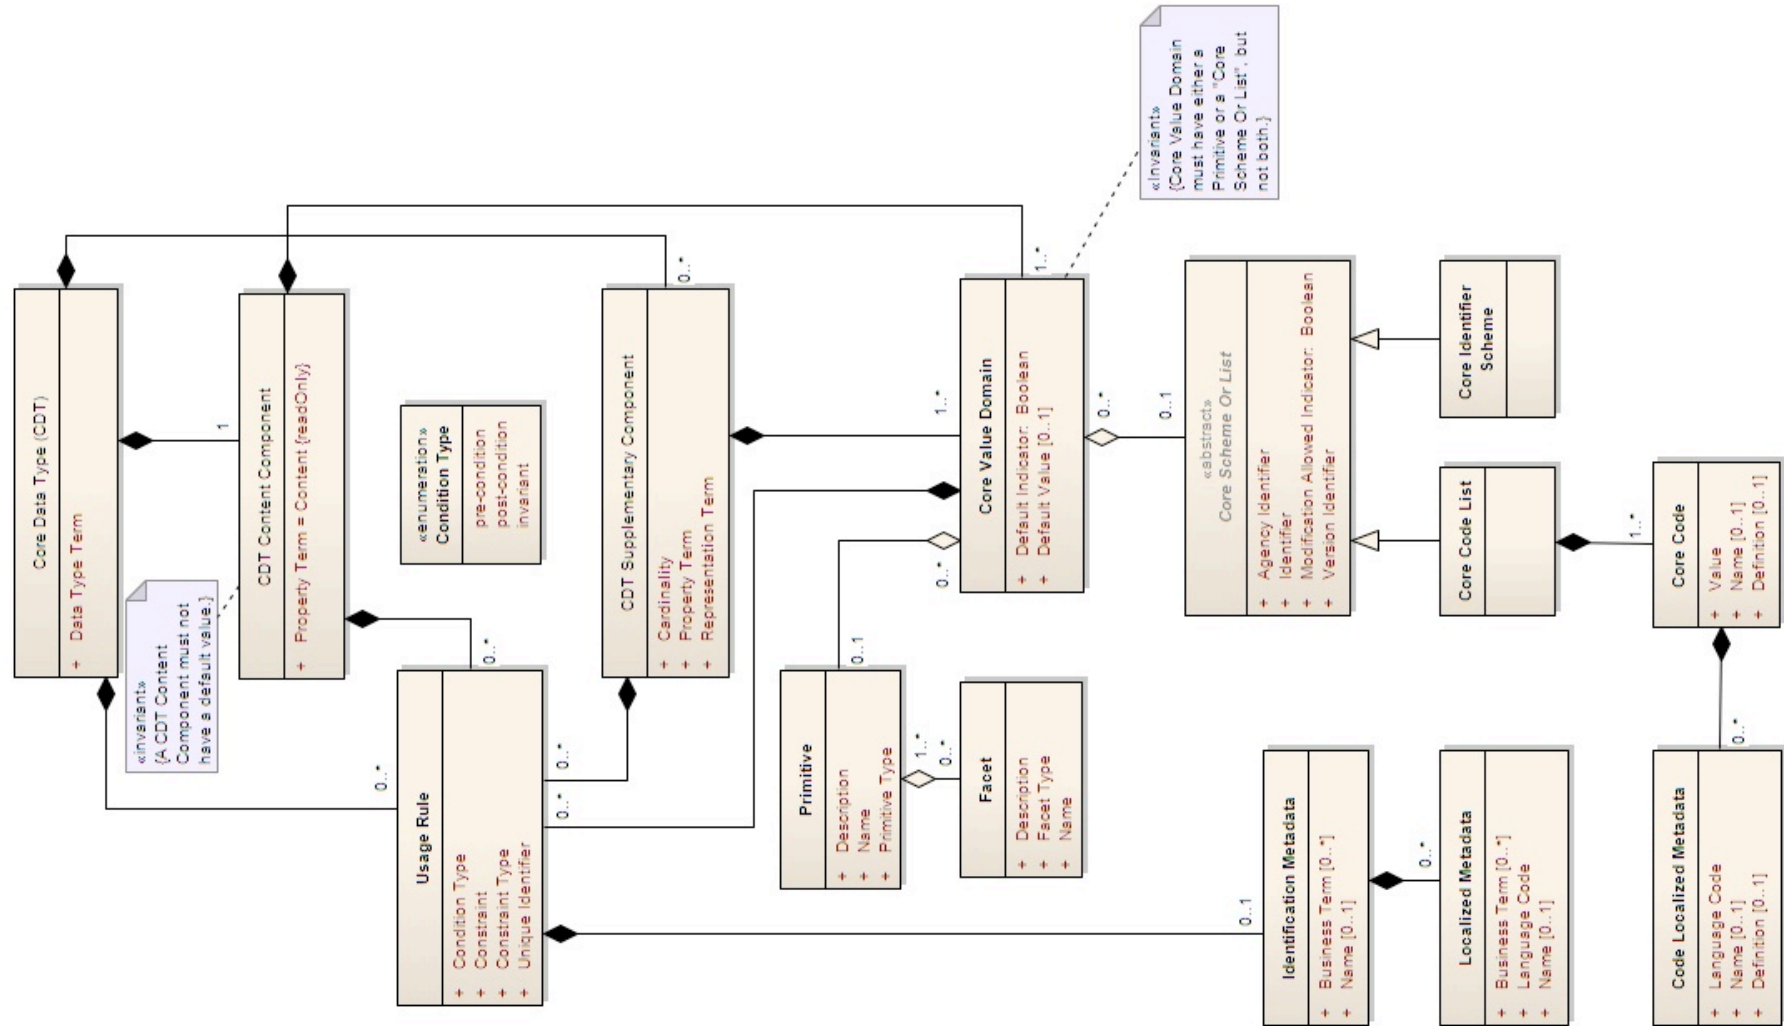 Core Data Type (CDT)
+ Data Type Term
1
«invariant»
{A CDT Content
Component must not
have a default value.}
CDT Content Component
+ Property Term = Content {readOnly}
0..*
0..*
«enumeration»
Condition Type
pre-condition
post-condition
invariant
Usage Rule
+ Condition Type
+ Constraint
+ Constraint Type
+ Unique Identifier
0..*
0..*
0..1
CDT Supplementary Component
+ Cardinality
+ Property Term
+ Representation Term
0..*
1..*
1..*
Primitive
+ Description
+ Name
+ Primitive Type
0..1
0..*
1..*
0..*
Facet
+ Description
+ Facet Type
+ Name
Core Value Domain
+ Default Indicator: Boolean
+ Default Value [0..1]
«Invariant»
{Core Value Domain
must have either a
Primitive or a "Core
Scheme Or List", but
not both.}
0..*
0..1
«abstract»
Core Scheme Or List
+ Agency Identifier
+ Identifier
+ Modification Allowed Indicator: Boolean
+ Version Identifier
Identification Metadata
+ Business Term [0..*]
+ Name [0..1]
0..*
Localized Metadata
+ Business Term [0..*]
+ Language Code
+ Name [0..1]
Core Code List
Core Identifier
Scheme
1..*
Core Code
+ Value
+ Name [0..1]
+ Definition [0..1]
0..*
Code Localized Metadata
+ Language Code
+ Name [0..1]
+ Definition [0..1]